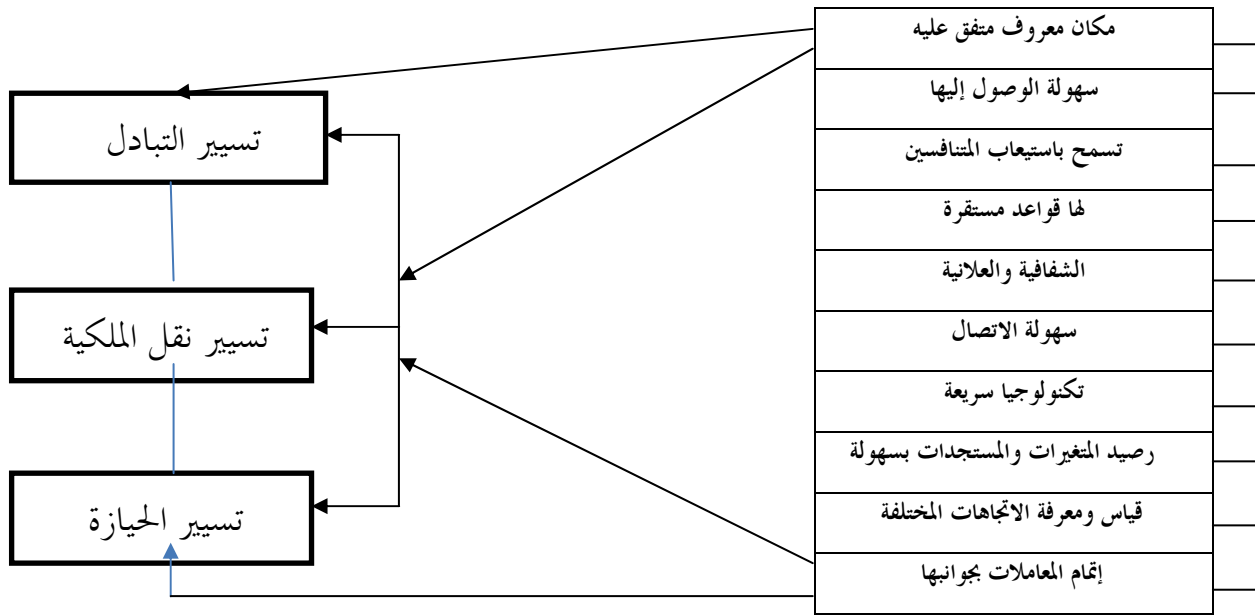 مكان معروف متفق عليه
سهولة الوصول إليها
تسمح باستيعاب المتنافسين
لها قواعد مستقرة
الشفافية والعلانية
سهولة الاتصال
تكنولوجيا سريعة
رصيد المتغيرات والمستجدات بسهولة
قياس ومعرفة الاتجاهات المختلفة
إتمام المعاملات بجوانبها
تسيير التبادل
تسيير نقل الملكية
تسيير الحيازة